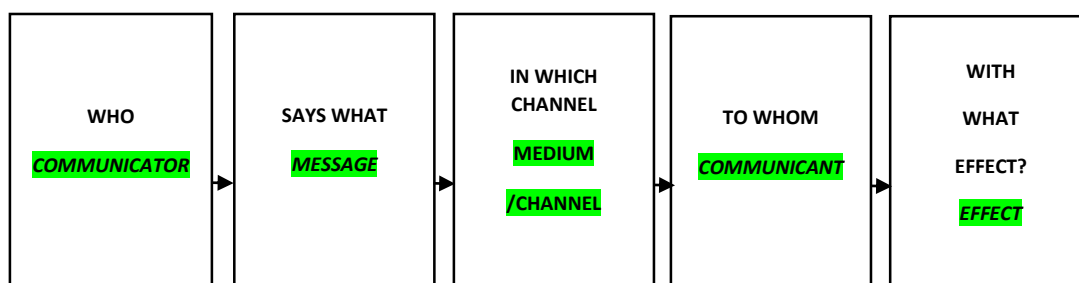 WHO
COMMUNICATOR
SAYS WHAT
MESSAGE
IN WHICH
CHANNEL
MEDIUM
/CHANNEL
TO WHOM
COMMUNICANT
WITH
WHAT
EFFECT?
EFFECT